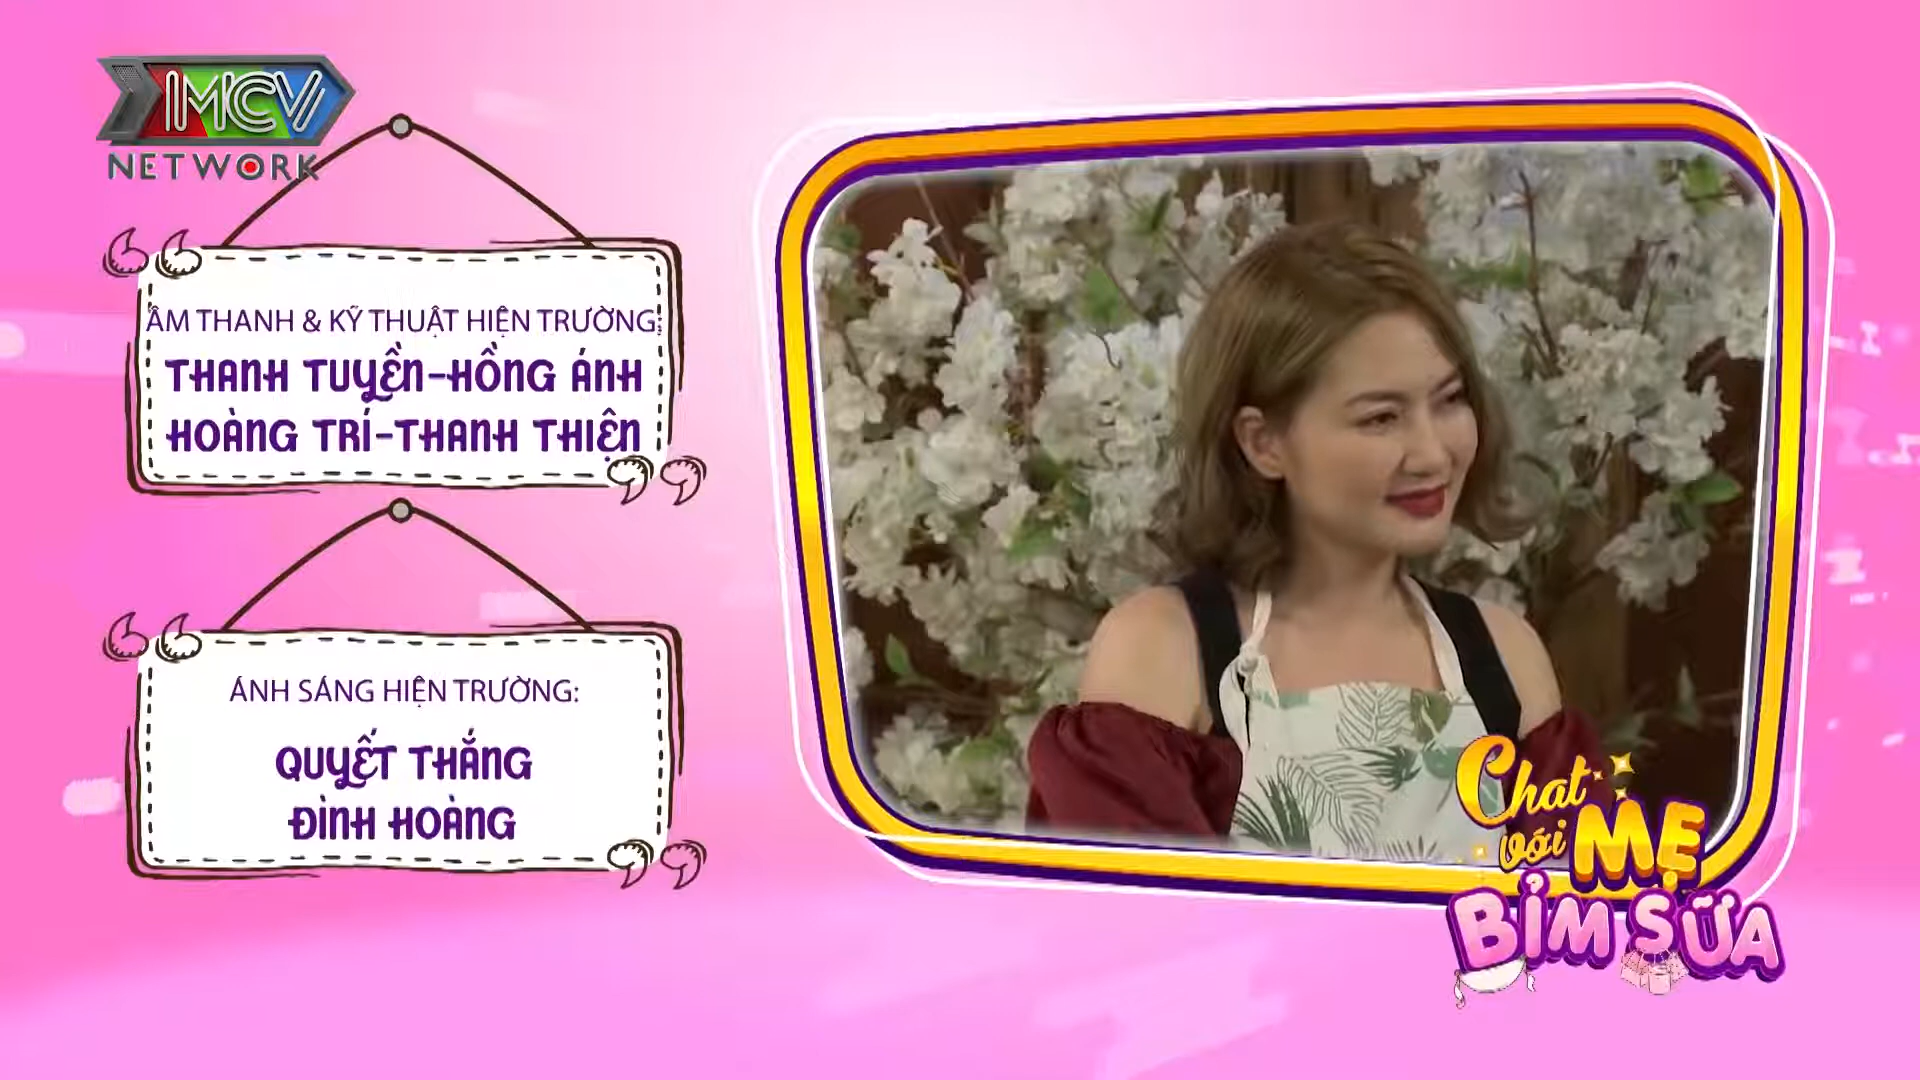 MCV
NETWORK
ÂM THANH & KỸ THUẬT HIỆN TRƯỜNG:
THANH TUYỀN-HỒNG ÁNH
HOÀNG TRÍ-THANH THIỆN
ÁNH SÁNG HIỆN TRƯỜNG:
QUYẾT THẮNG
ĐÌNH HOÀNG
Chat
với MẸ
BỈM SỮA